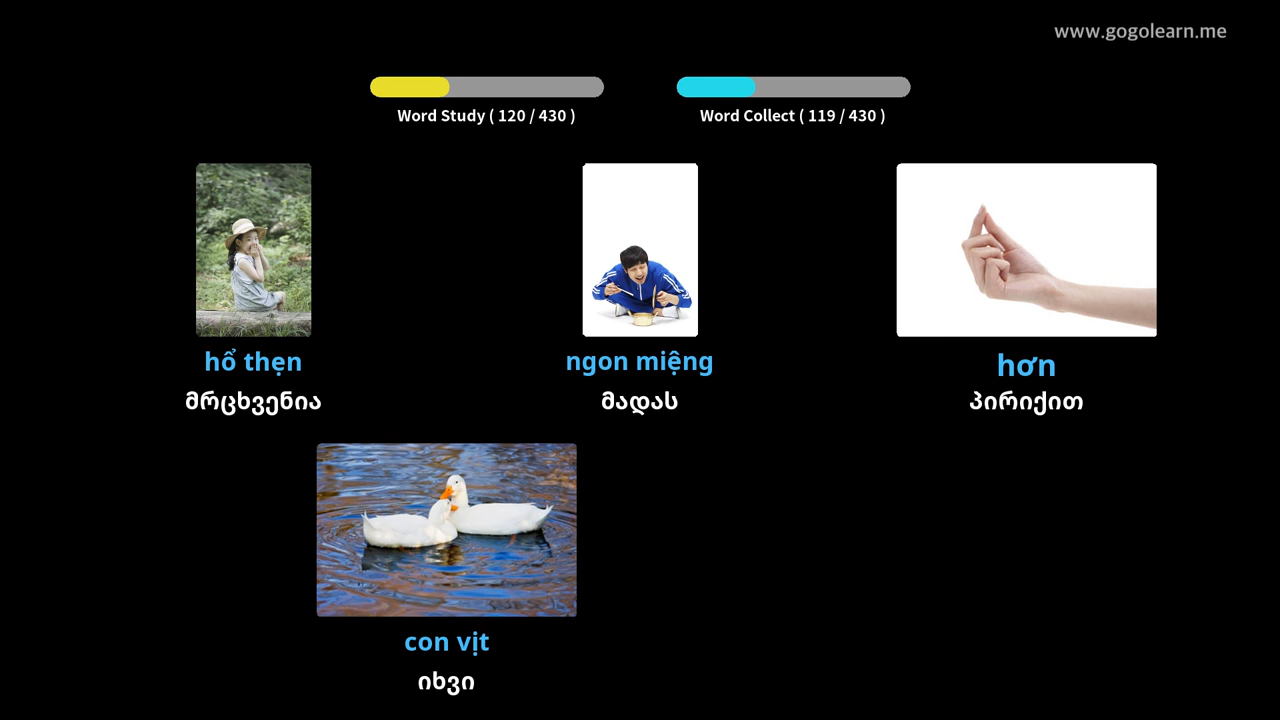 www.gogolearn.me
Word Study ( 120 / 430 )
Word Collect ( 119 / 430 )
hổ thẹn
მრცხვენია
ngon miệng
მადას
hơn
პირიქით
con vịt
იხვი